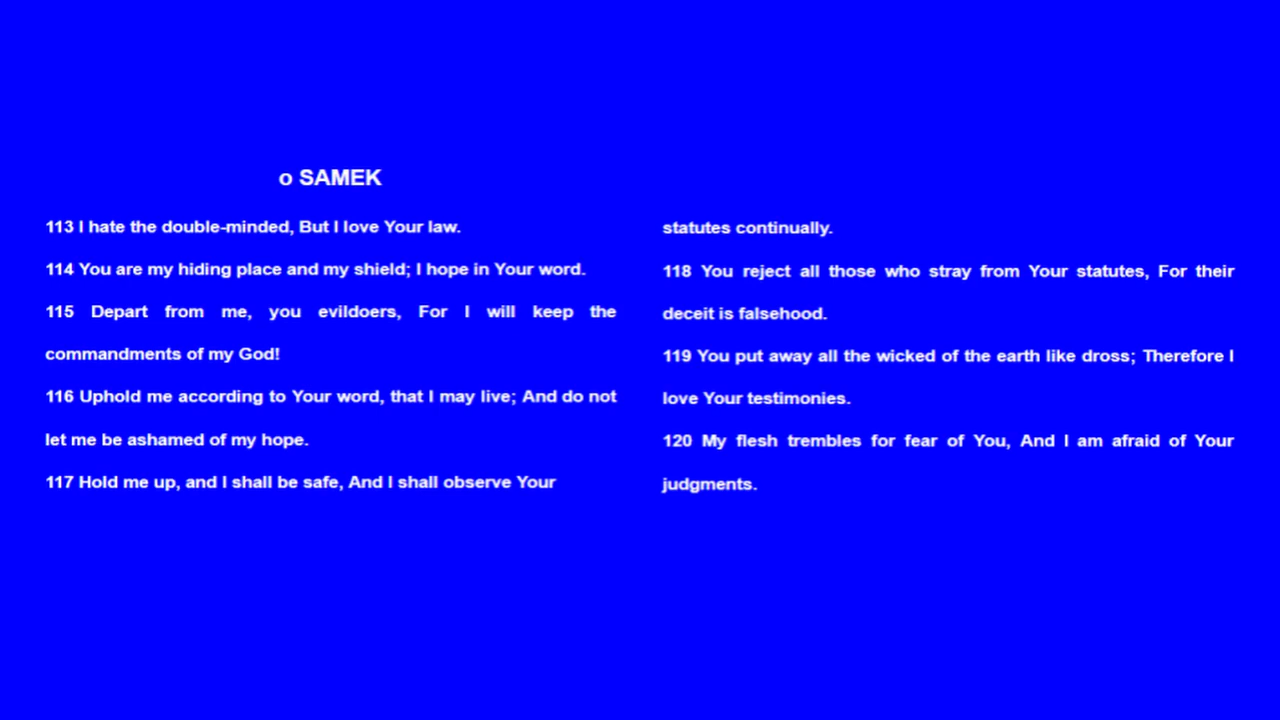 o SAMEK
113 I hate the double-minded, But I love Your law.
114 You are my hiding place and my shield; I hope in Your word.
115 Depart from me, you evildoers, For I will keep the
commandments of my God!
116 Uphold me according to Your word, that I may live; And do not
let me be ashamed of my hope.
117 Hold me up, and I shall be safe, And I shall observe Your
statutes continually.
118 You reject all those who stray from Your statutes, For their
deceit is falsehood.
119 You put away all the wicked of the earth like dross; Therefore I
love Your testimonies.
120 My flesh trembles for fear of You, And I am afraid of Your
judgments.